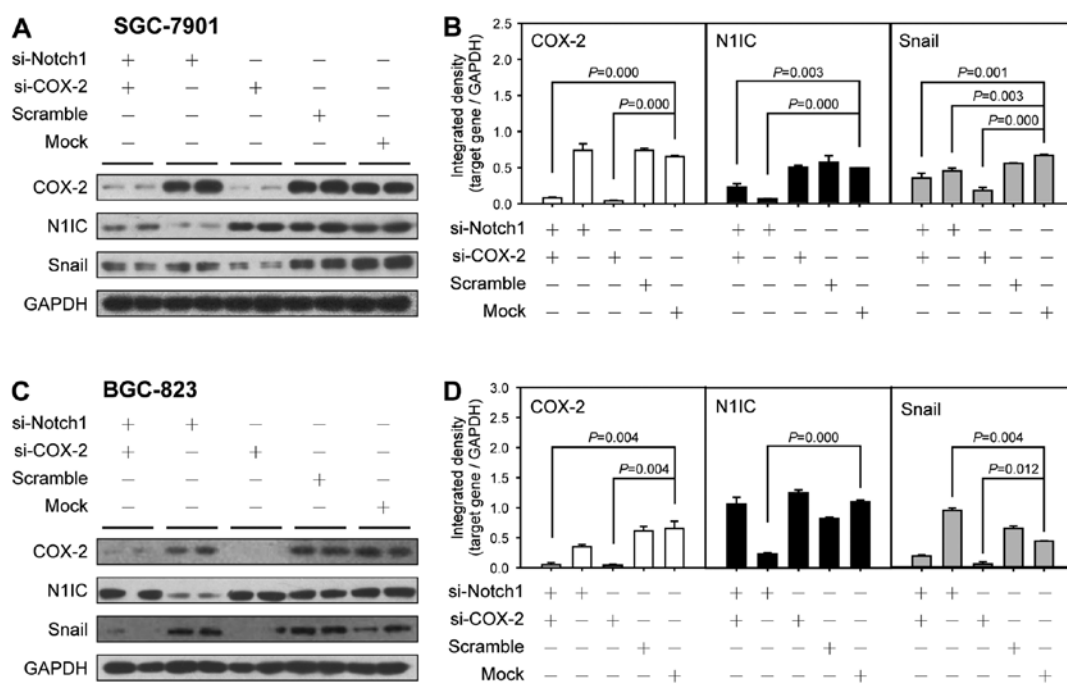 A
SGC-7901
si-Notch1 + + − − −
si-COX-2 + − + − −
Scramble − − − + −
Mock − − − − +
COX-2
N1IC
Snail
GAPDH
B
Integrated density
(target gene / GAPDH)
2.5
2.0
1.5
1.0
0.5
0.0
COX-2
P=0.000
P=0.000
N1IC
P=0.003
P=0.000
Snail
P=0.001
P=0.003
P=0.000
si-Notch1 + + − − − + + − − − + + − − −
si-COX-2 + − + − − + − + − − + − + − −
Scramble − − − + − − − − + − − − − + −
Mock − − − − + − − − − + − − − − +
C
BGC-823
si-Notch1 + + − − −
si-COX-2 + − + − −
Scramble − − − + −
Mock − − − − +
COX-2
N1IC
Snail
GAPDH
D
Integrated density
(target gene / GAPDH)
3.0
2.5
2.0
1.5
1.0
0.5
0.0
COX-2
P=0.004
P=0.004
N1IC
P=0.000
Snail
P=0.004
P=0.012
si-Notch1 + + − − − + + − − − + + − − −
si-COX-2 + − + − − + − + − − + − + − −
Scramble − − − + − − − − + − − − − + −
Mock − − − − + − − − − + − − − − +